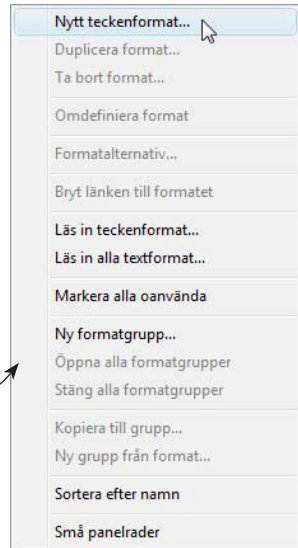 Nytt teckenformat...
Duplicera format...
Ta bort format...
Omdefiniera format
Formatalternativ...
Bryt länken till formatet
Läs in teckenformat...
Läs in alla textformat...
Markera alla oanvända
Ny formatgrupp...
Öppna alla formatgrupper
Stäng alla formatgrupper
Kopiera till grupp...
Ny grupp från format...
Sortera efter namn
Små panelrader